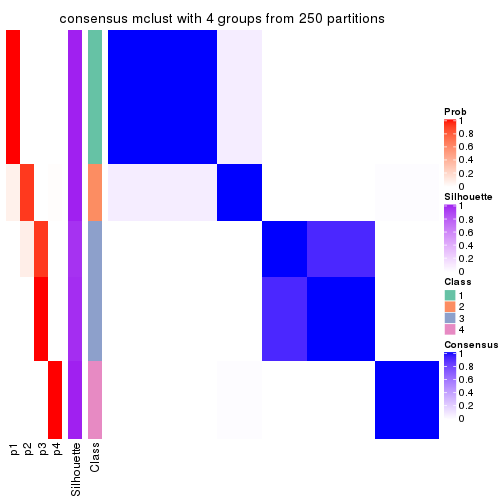 consensus mclust with 4 groups from 250 partitions
Prob
1
0.8
0.6
0.4
0.2
0
Silhouette
1
0.8
0.6
0.4
0.2
0
Class
1
2
3
4
Consensus
1
0.8
0.6
0.4
0.2
0
p1
p2
p3
p4
Silhouette
Class